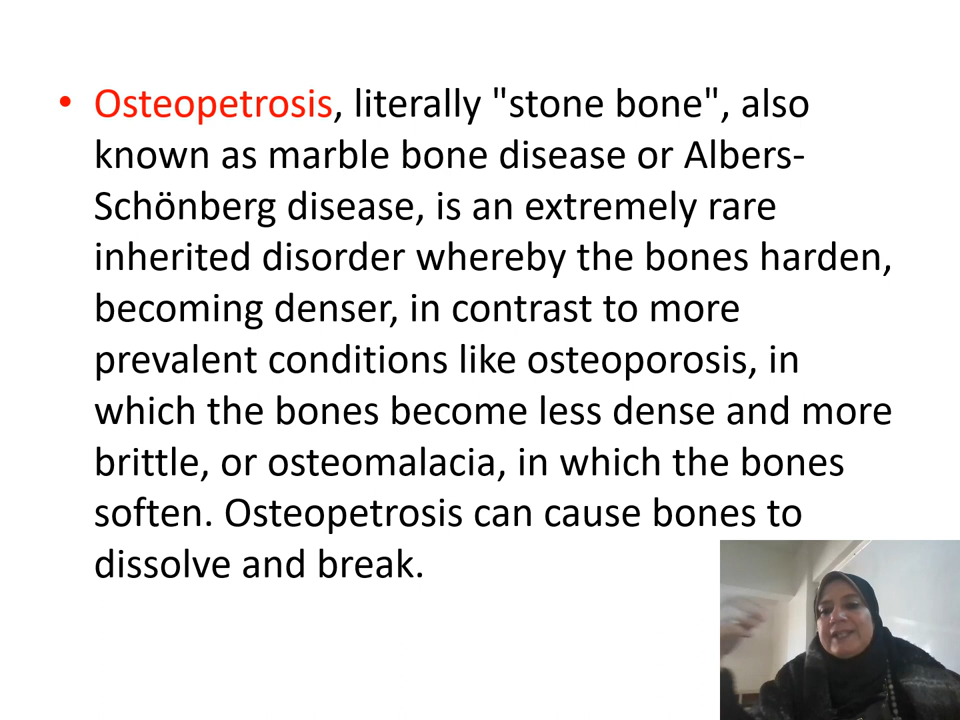 • Osteopetrosis, literally "stone bone", also
known as marble bone disease or Albers-
Schönberg disease, is an extremely rare
inherited disorder whereby the bones harden,
becoming denser, in contrast to more
prevalent conditions like osteoporosis, in
which the bones become less dense and more
brittle, or osteomalacia, in which the bones
soften. Osteopetrosis can cause bones to
dissolve and break.